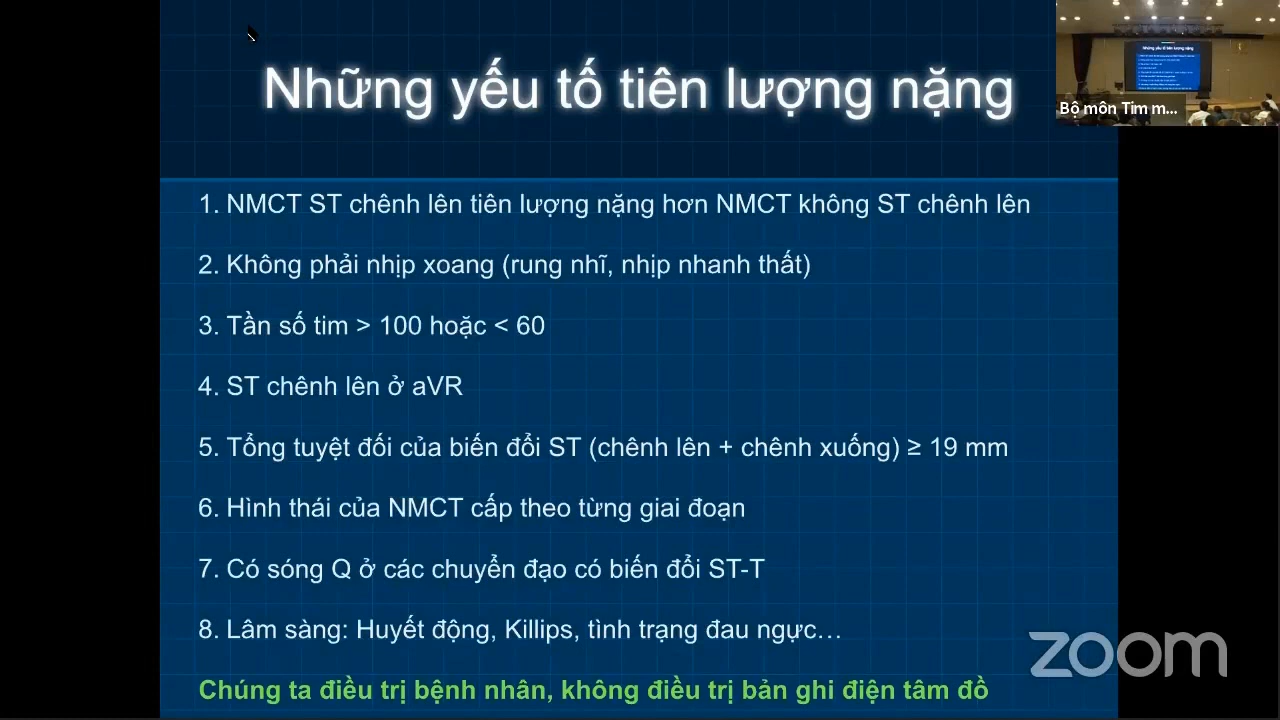 Những yếu tố tiên lượng nặng
Bộ môn Tim m...
1. NMCT ST chênh lên tiên lượng nặng hơn NMCT không ST chênh lên
2. Không phải nhịp xoang (rung nhĩ, nhịp nhanh thất)
3. Tần số tim > 100 hoặc < 60
4. ST chênh lên ở aVR
5. Tổng tuyệt đối của biến đổi ST (chênh lên + chênh xuống) ≥ 19 mm
6. Hình thái của NMCT cấp theo từng giai đoạn
7. Có sóng Q ở các chuyển đạo có biến đổi ST-T
8. Lâm sàng: Huyết động, Killips, tình trạng đau ngực…
zoom
Chúng ta điều trị bệnh nhân, không điều trị bản ghi điện tâm đồ